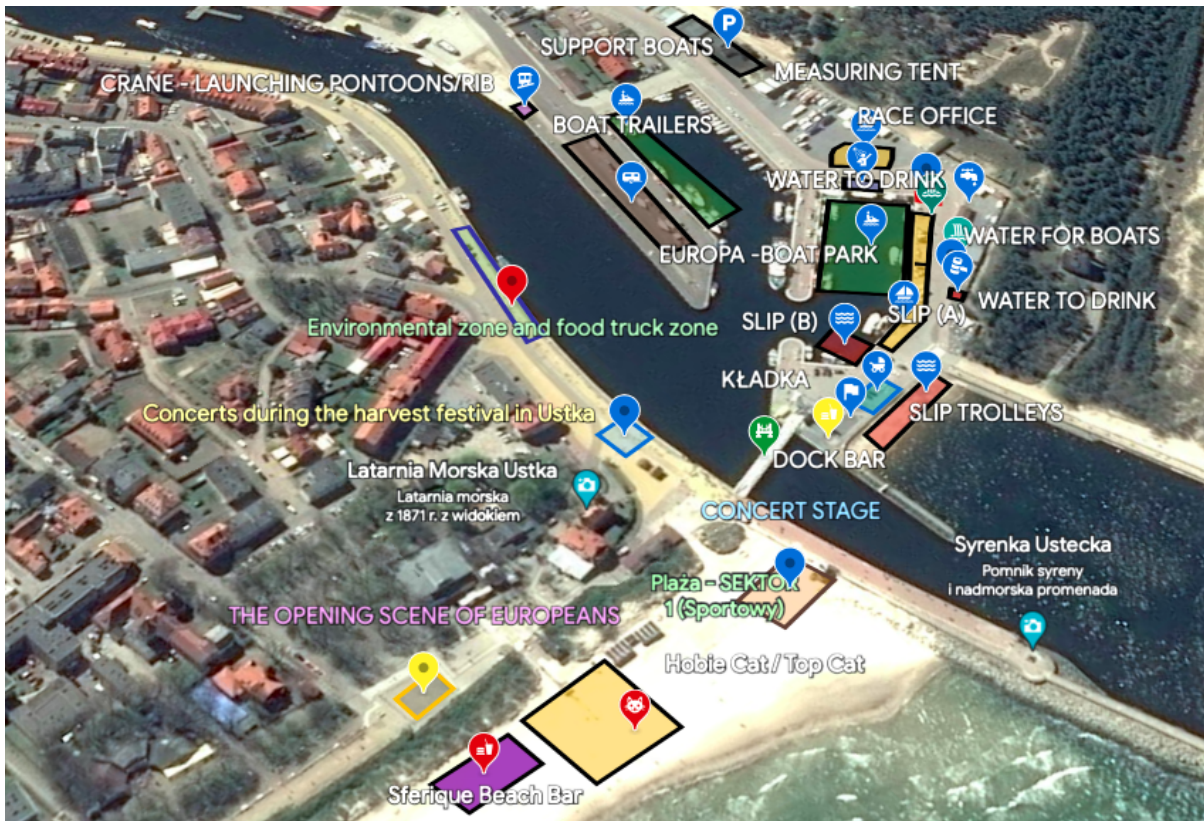 SUPPORT BOATS
CRANE - LAUNCHING PONTOONS/RIB
MEASURING TENT
BOAT TRAILERS
RACE OFFICE
WATER TO DRINK
EUROPA -BOAT PARK
WATER FOR BOATS
WATER TO DRINK
SLIP (B)
SLIP (A)
Environmental zone and food truck zone
KŁADKA
Concerts during the harvest festival in Ustka
SLIP TROLLEYS
DOCK BAR
Latarnia Morska Ustka
Latarnia morska
z 1871 r. z widokiem
CONCERT STAGE
Syrenka Ustecka
Pomnik syreny
i nadmorska promenada
Plaża - SEKTOR
1 (Sportowy)
THE OPENING SCENE OF EUROPEANS
Hobie Cat / Top Cat
Sferique Beach Bar
P